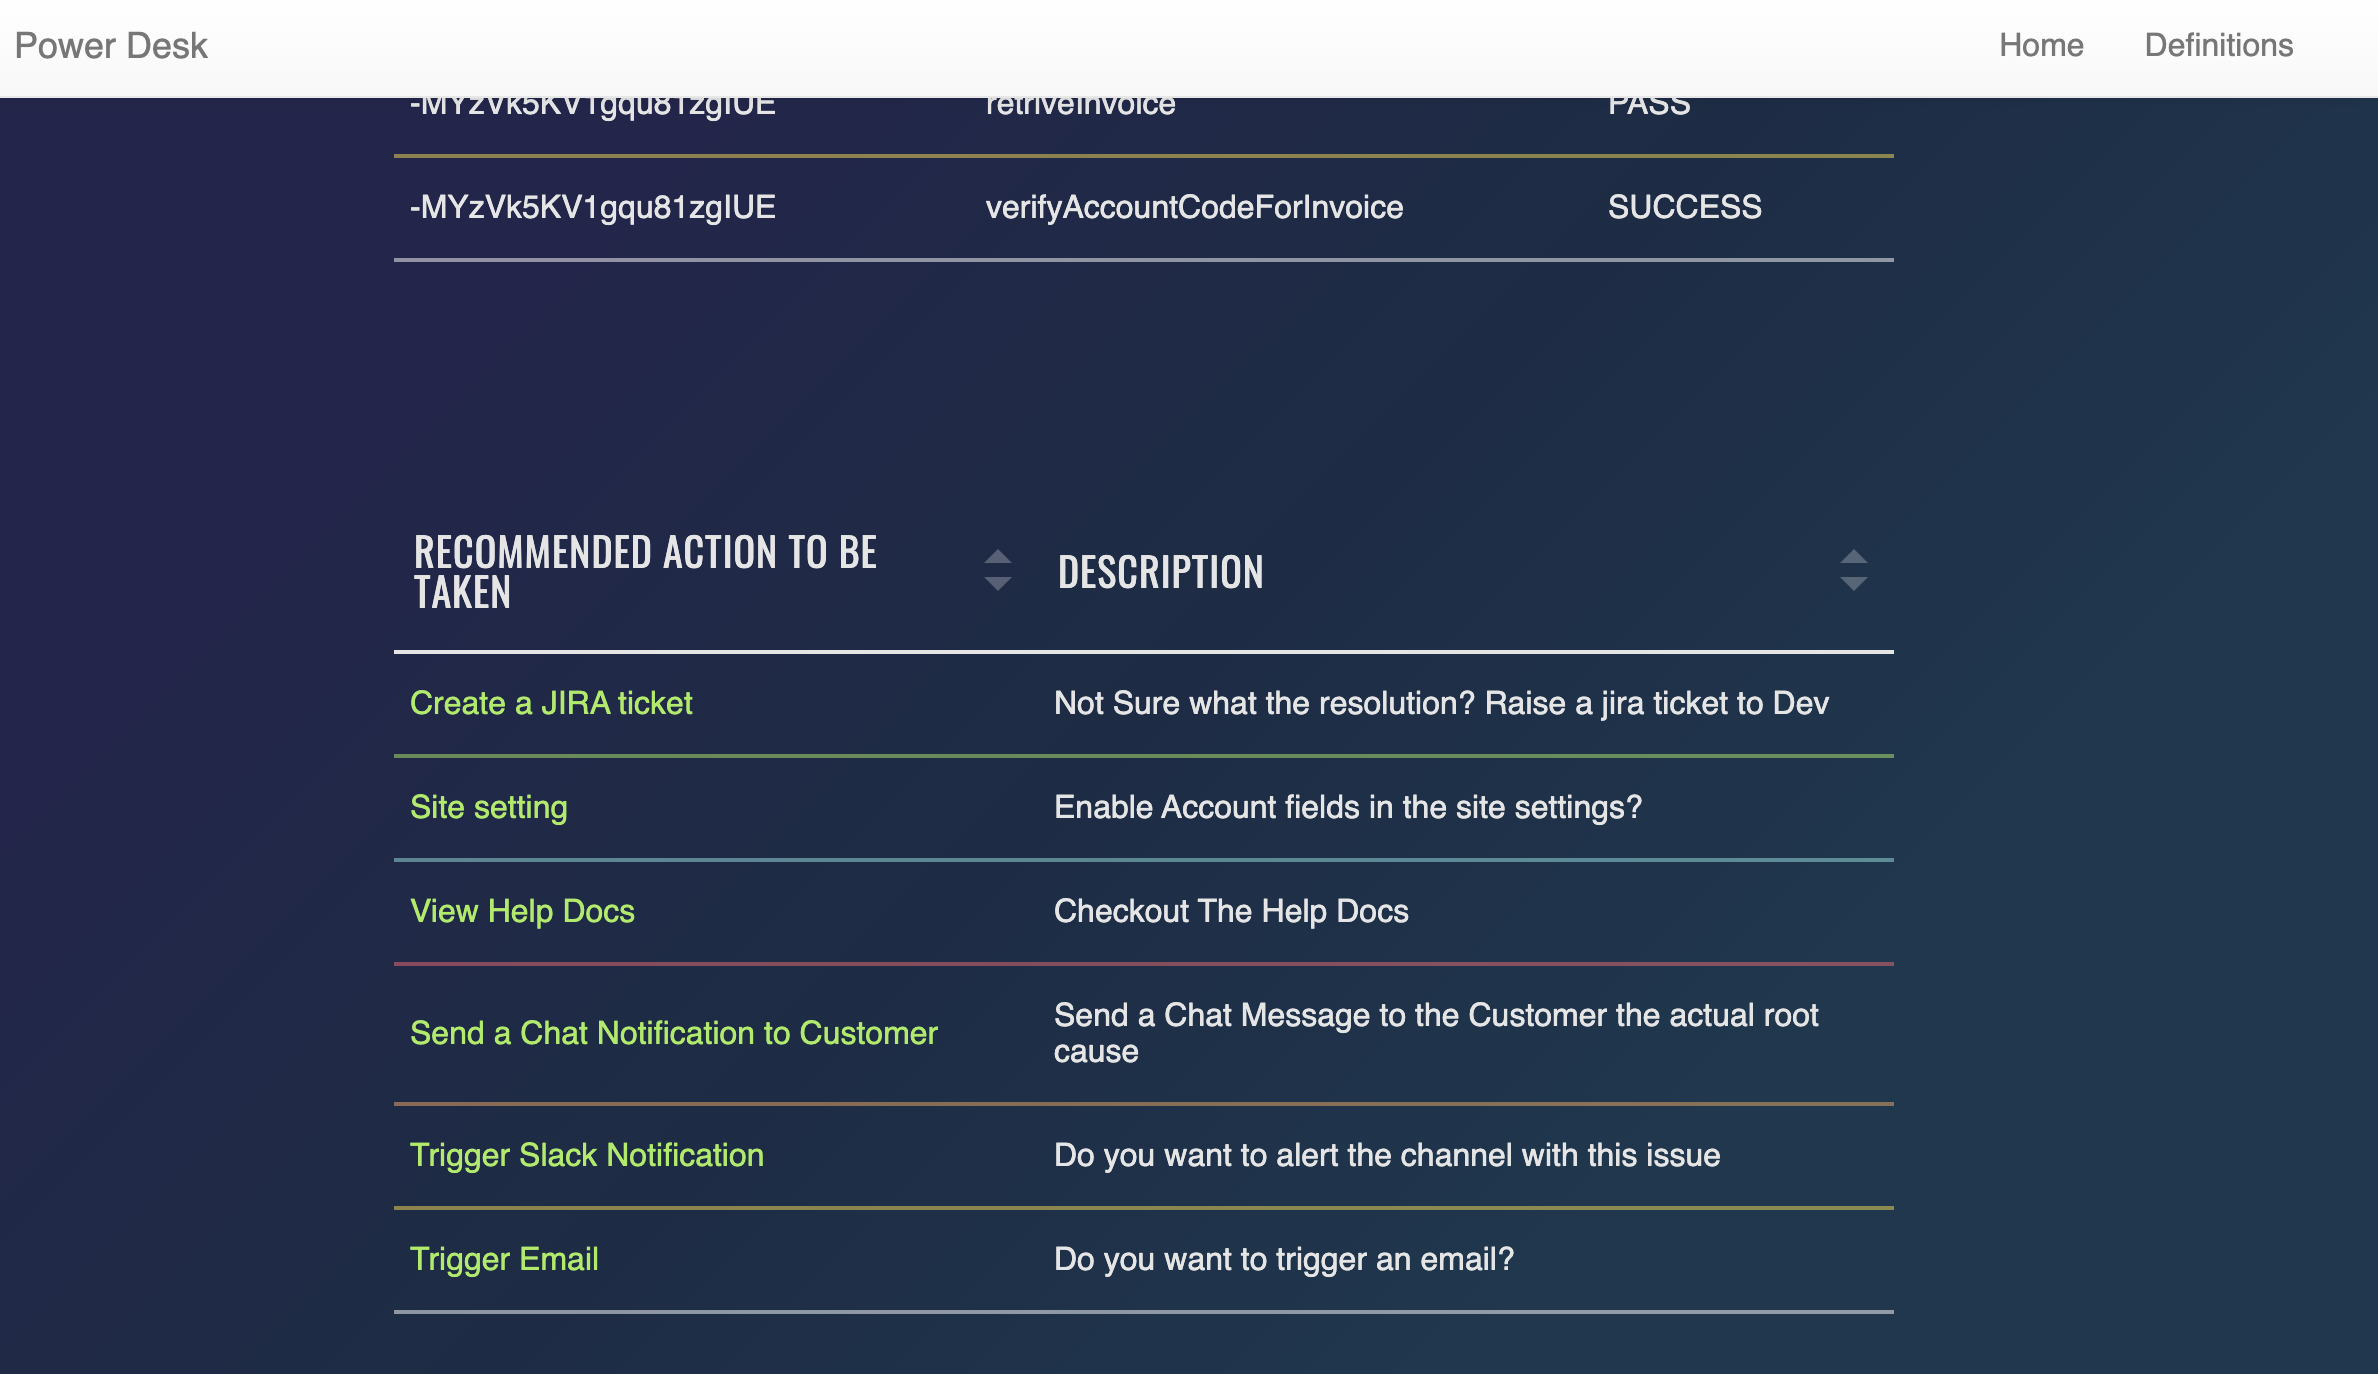 Power Desk Home Definitions
-MYzVk5KV1gqu81zgIUE retriveInvoice PASS
-MYzVk5KV1gqu81zgIUE verifyAccountCodeForInvoice SUCCESS
RECOMMENDED ACTION TO BE
TAKEN
DESCRIPTION
Create a JIRA ticket Not Sure what the resolution? Raise a jira ticket to Dev
Site setting Enable Account fields in the site settings?
View Help Docs Checkout The Help Docs
Send a Chat Notification to Customer Send a Chat Message to the Customer the actual root
cause
Trigger Slack Notification Do you want to alert the channel with this issue
Trigger Email Do you want to trigger an email?